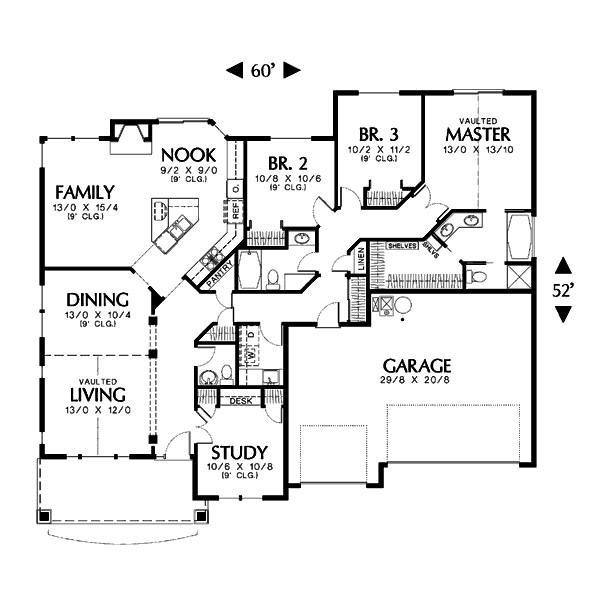 60'
BR. 3
10/2 X 11/2
(9' CLG.)
VAULTED
MASTER
13/0 X 13/10
NOOK
9/2 X 9/0
(9' CLG.)
BR. 2
10/8 X 10/6
(9' CLG.)
FAMILY
13/0 X 15/4
(9' CLG.)
O.
REF.
SHELVES
SHLVS
LINEN
PANTRY
52'
DINING
13/0 X 10/4
(9' CLG.)
D
W
GARAGE
29/8 X 20/8
VAULTED
LIVING
13/0 X 12/0
DESK
STUDY
10/6 X 10/8
(9' CLG.)